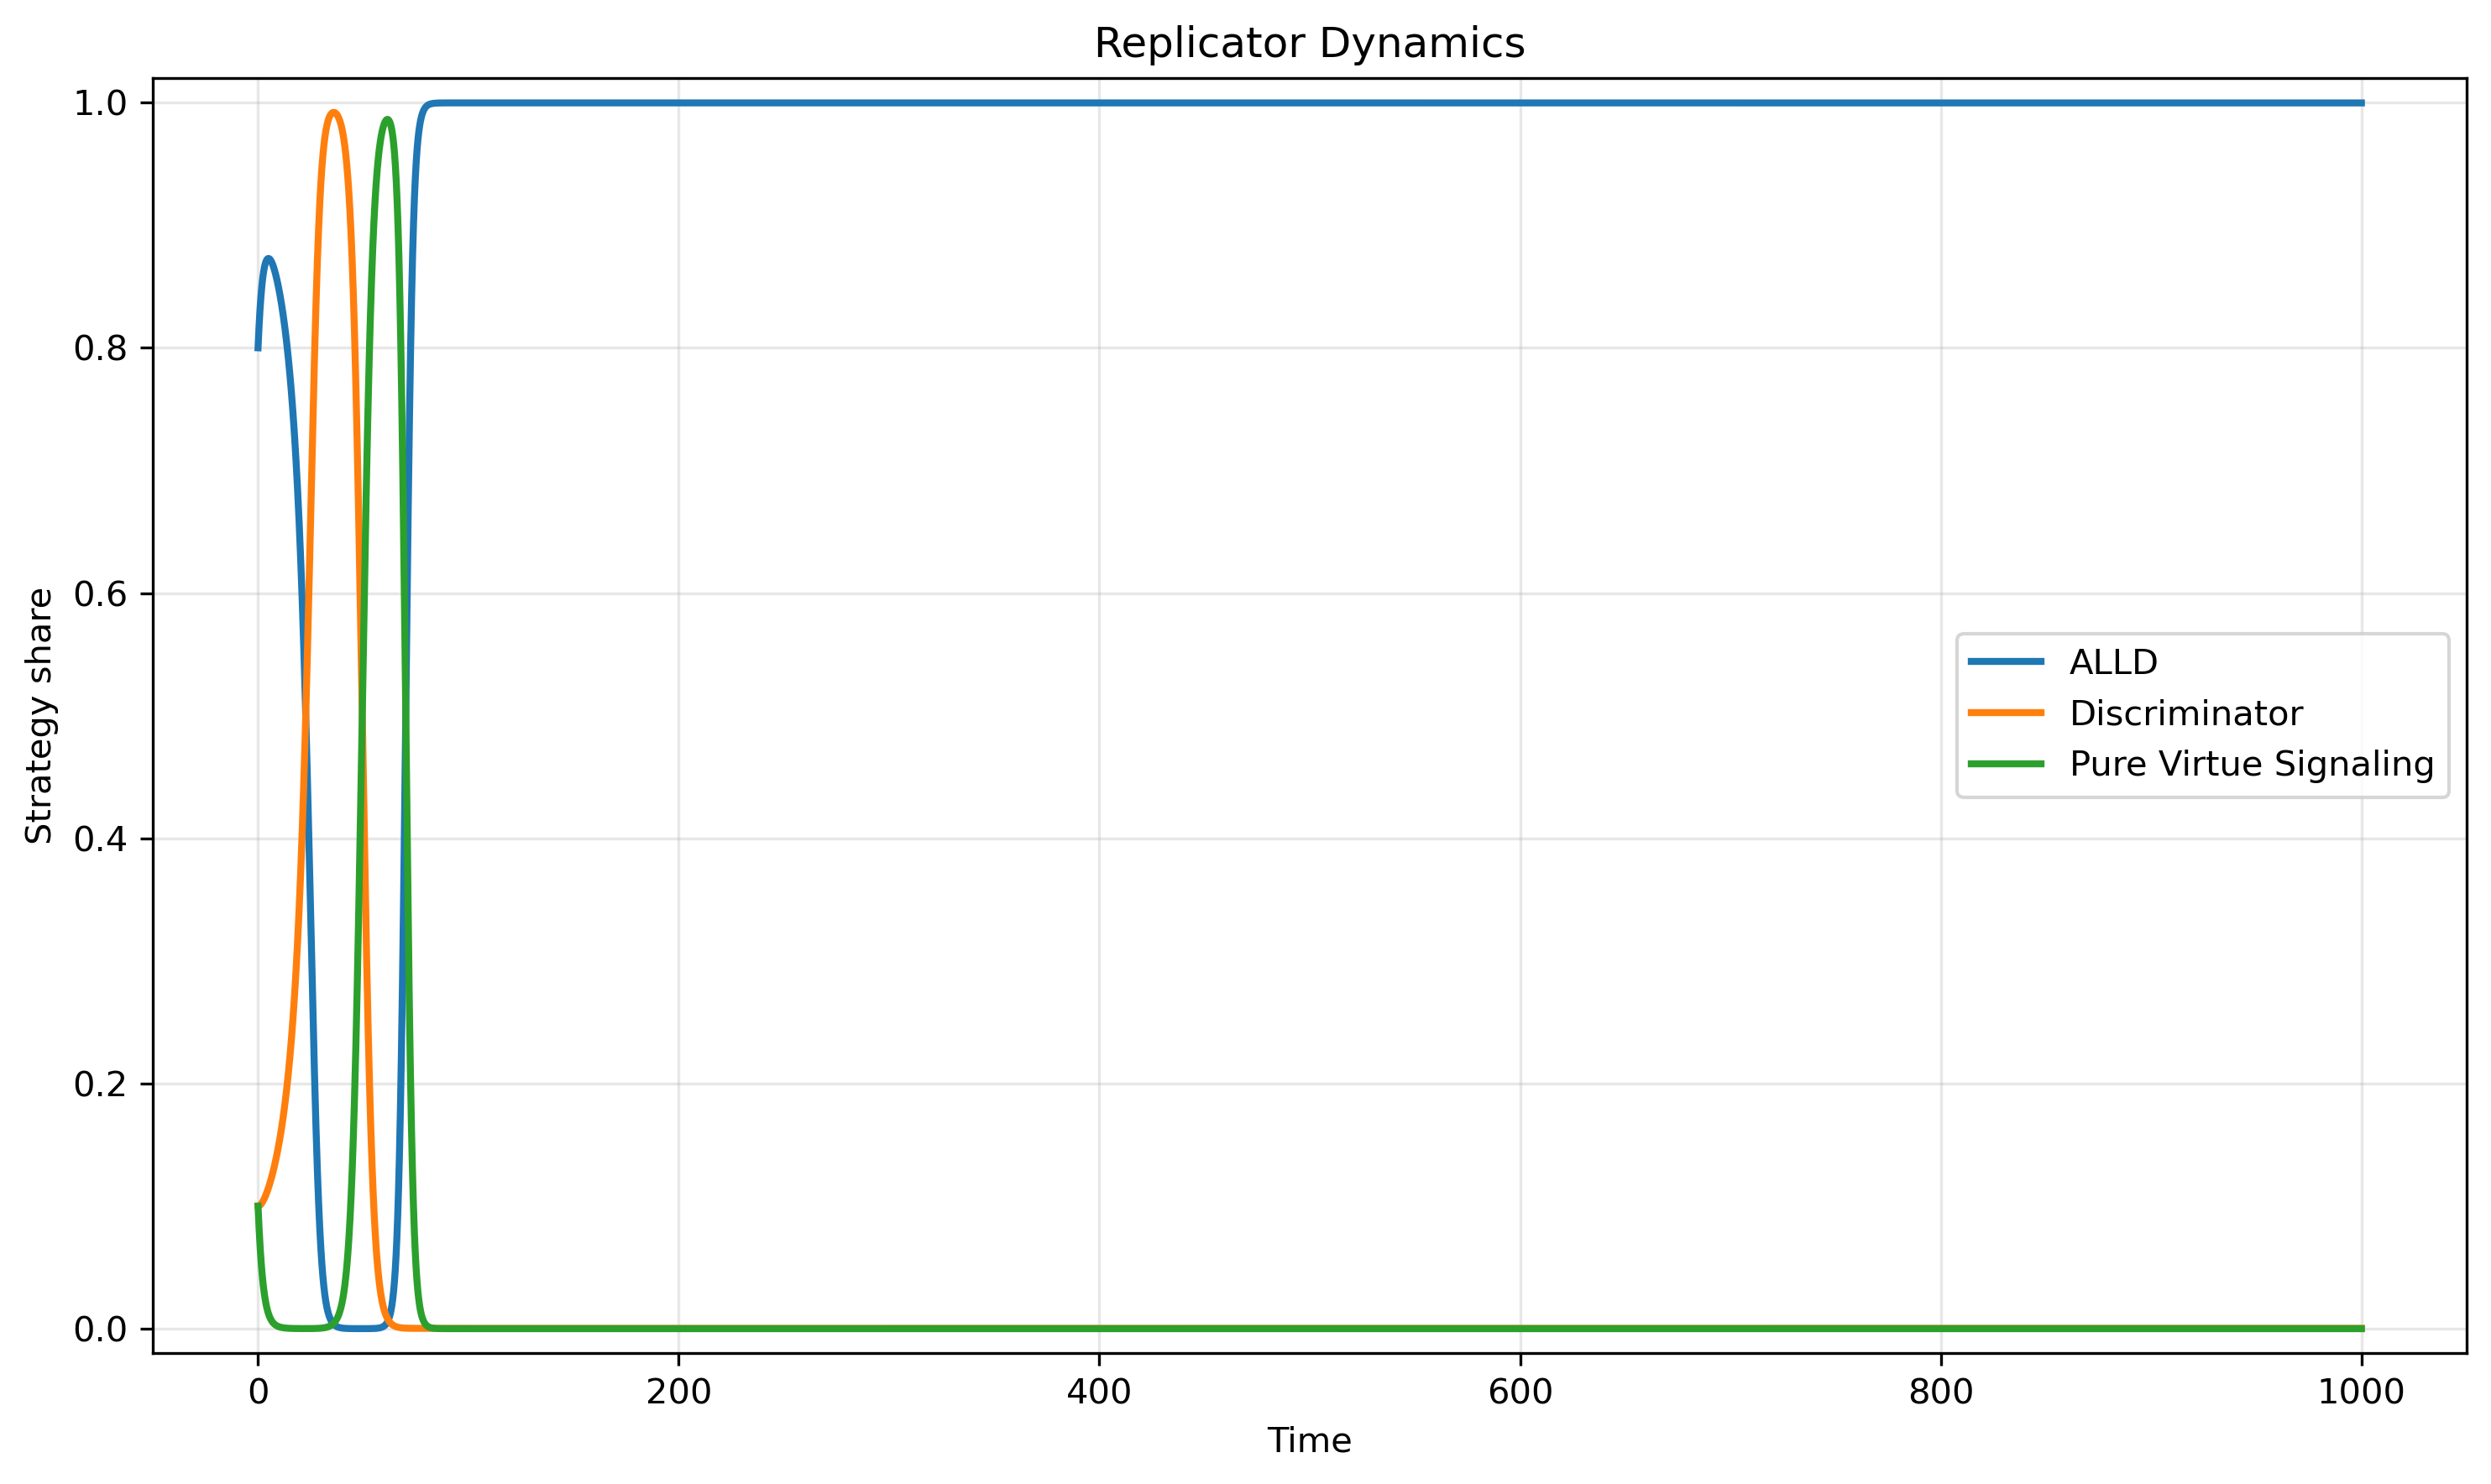 Replicator Dynamics
Strategy share
1.0
0.8
0.6
0.4
0.2
0.0
ALLD
Discriminator
Pure Virtue Signaling
0
200
400
600
800
1000
Time